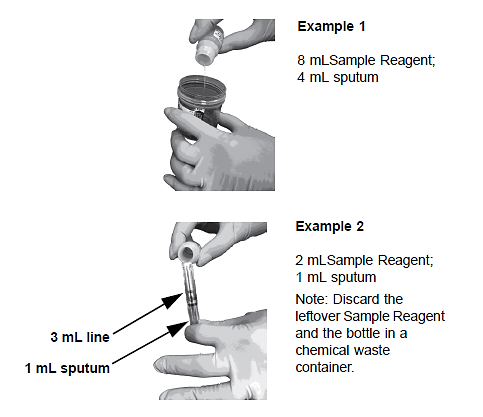 Example 1
8 mLSample Reagent;
4 mL sputum
Example 2
2 mLSample Reagent;
1 mL sputum
Note: Discard the
leftover Sample Reagent
and the bottle in a
chemical waste
container.
3 mL line
1 mL sputum